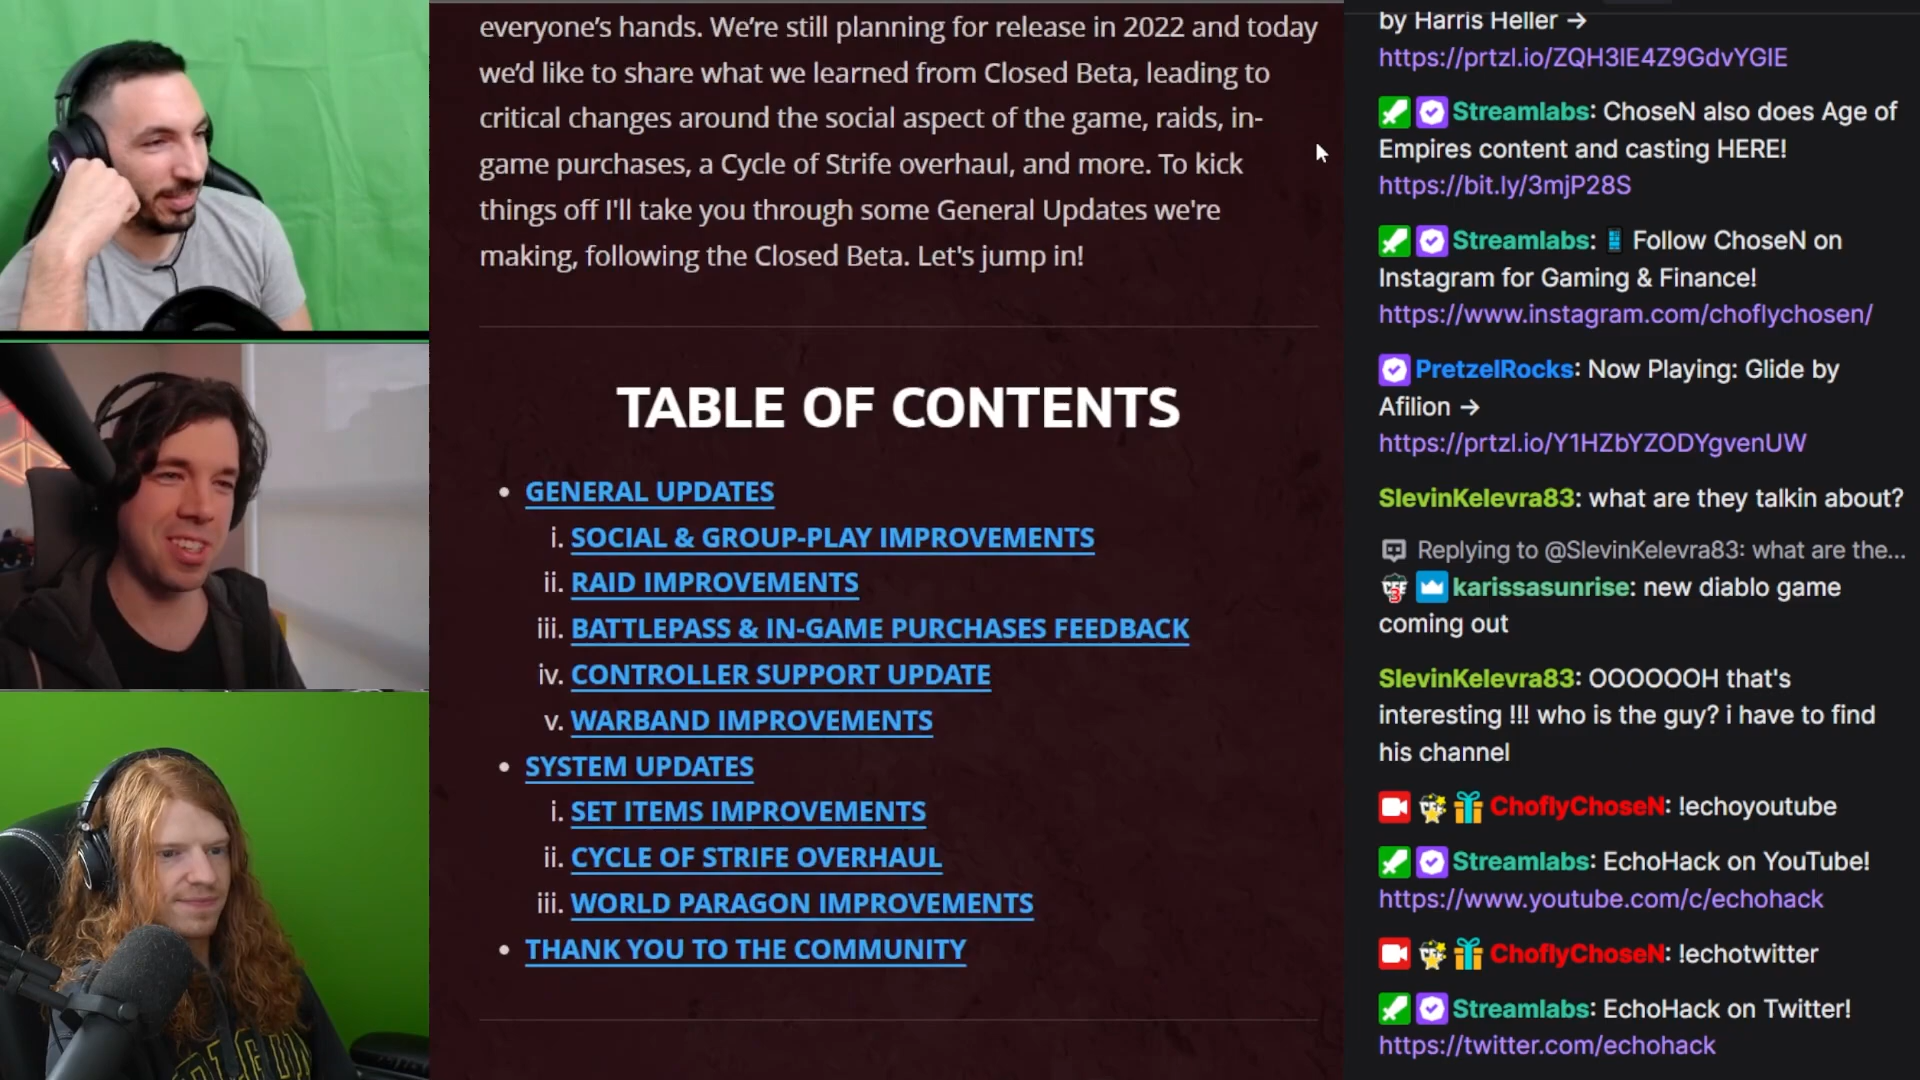 everyone's hands. We're still planning for release in 2022 and today
we'd like to share what we learned from Closed Beta, leading to
critical changes around the social aspect of the game, raids, in-
game purchases, a Cycle of Strife overhaul, and more. To kick
things off I'll take you through some General Updates we're
making, following the Closed Beta. Let's jump in!
TABLE OF CONTENTS
• GENERAL UPDATES
i. SOCIAL & GROUP-PLAY IMPROVEMENTS
ii. RAID IMPROVEMENTS
iii. BATTLEPASS & IN-GAME PURCHASES FEEDBACK
iv. CONTROLLER SUPPORT UPDATE
v. WARBAND IMPROVEMENTS
• SYSTEM UPDATES
i. SET ITEMS IMPROVEMENTS
ii. CYCLE OF STRIFE OVERHAUL
iii. WORLD PARAGON IMPROVEMENTS
• THANK YOU TO THE COMMUNITY
by Harris Heller →
https://prtzl.io/ZQH3lE4Z9GdvYGIE
Streamlabs: ChoseN also does Age of
Empires content and casting HERE!
https://bit.ly/3mjP28S
Streamlabs: 📱 Follow ChoseN on
Instagram for Gaming & Finance!
https://www.instagram.com/choflychosen/
PretzelRocks: Now Playing: Glide by
Afilion →
https://prtzl.io/Y1HZbYZODYgvenUW
SlevinKelevra83: what are they talkin about?
Replying to @SlevinKelevra83: what are the...
karissasunrise: new diablo game
coming out
SlevinKelevra83: OOOOOOH that's
interesting !!! who is the guy? i have to find
his channel
ChoflyChoseN: !echoyoutube
Streamlabs: EchoHack on YouTube!
https://www.youtube.com/c/echohack
ChoflyChoseN: !echotwitter
Streamlabs: EchoHack on Twitter!
https://twitter.com/echohack